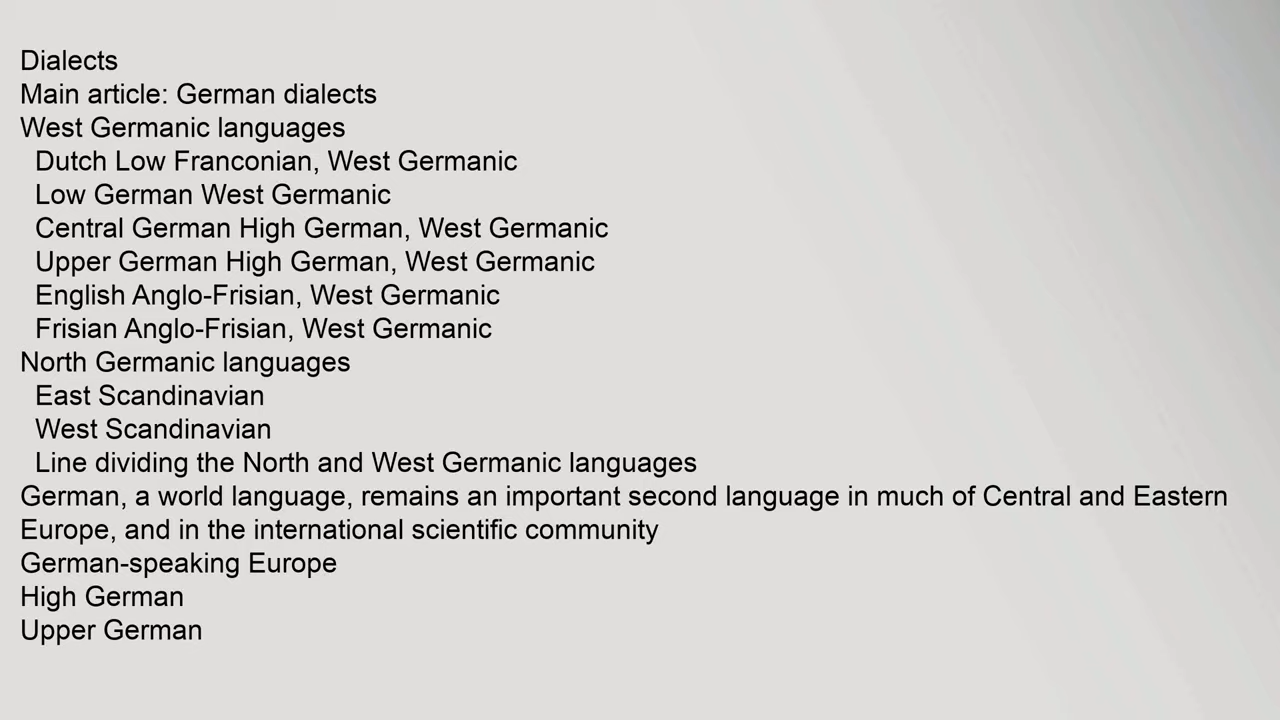 Dialects
Main article: German dialects
West Germanic languages
Dutch Low Franconian, West Germanic
Low German West Germanic
Central German High German, West Germanic
Upper German High German, West Germanic
English Anglo-Frisian, West Germanic
Frisian Anglo-Frisian, West Germanic
North Germanic languages
East Scandinavian
West Scandinavian
Line dividing the North and West Germanic languages
German, a world language, remains an important second language in much of Central and Eastern
Europe, and in the international scientific community
German-speaking Europe
High German
Upper German